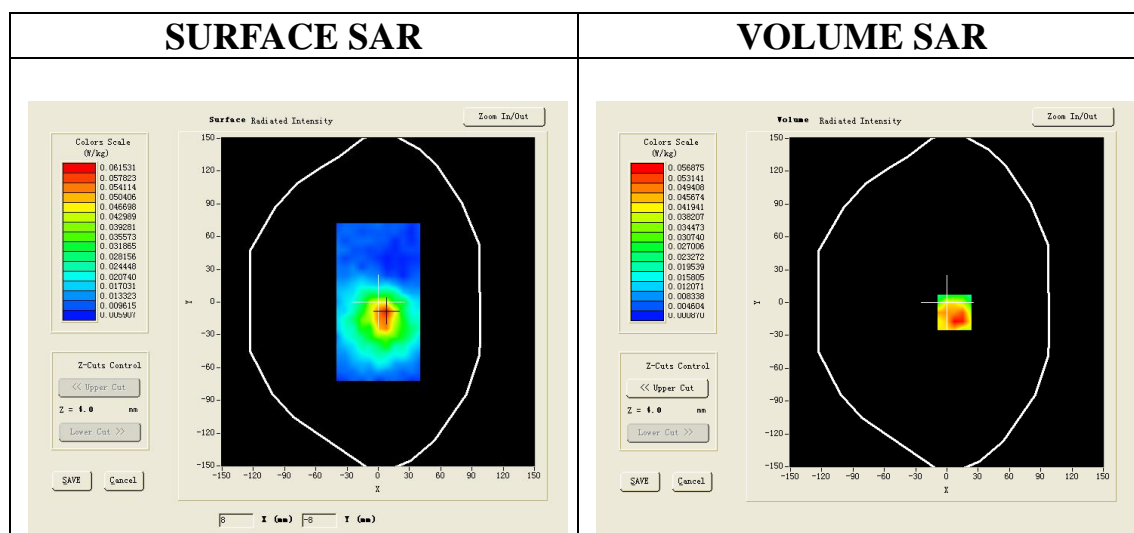 SURFACE SAR
VOLUME SAR
Surface Radiated Intensity
Zoom In/Out
Colors Scale
(W/kg)
0.061531
0.057823
0.054114
0.050406
0.046698
0.042989
0.039281
0.035573
0.031865
0.028156
0.024448
0.020740
0.017031
0.013323
0.009615
0.005907
150
120
90
60
30
0
-30
-60
-90
-120
-150
Y
-150 -120 -90 -60 -30 0 30 60 90 120 150
X
Z-Cuts Control
<< Upper Cut
Z = 4.0 mm
Lower Cut >>
SAVE Cancel
8 X (mm) -8 Y (mm)
Volume Radiated Intensity
Zoom In/Out
Colors Scale
(W/kg)
0.056875
0.053141
0.049408
0.045674
0.041941
0.038207
0.034473
0.030740
0.027006
0.023272
0.019539
0.015805
0.012071
0.008338
0.004604
0.000870
150
120
90
60
30
0
-30
-60
-90
-120
-150
Y
-150 -120 -90 -60 -30 0 30 60 90 120 150
X
Z-Cuts Control
<< Upper Cut
Z = 4.0 mm
Lower Cut >>
SAVE Cancel